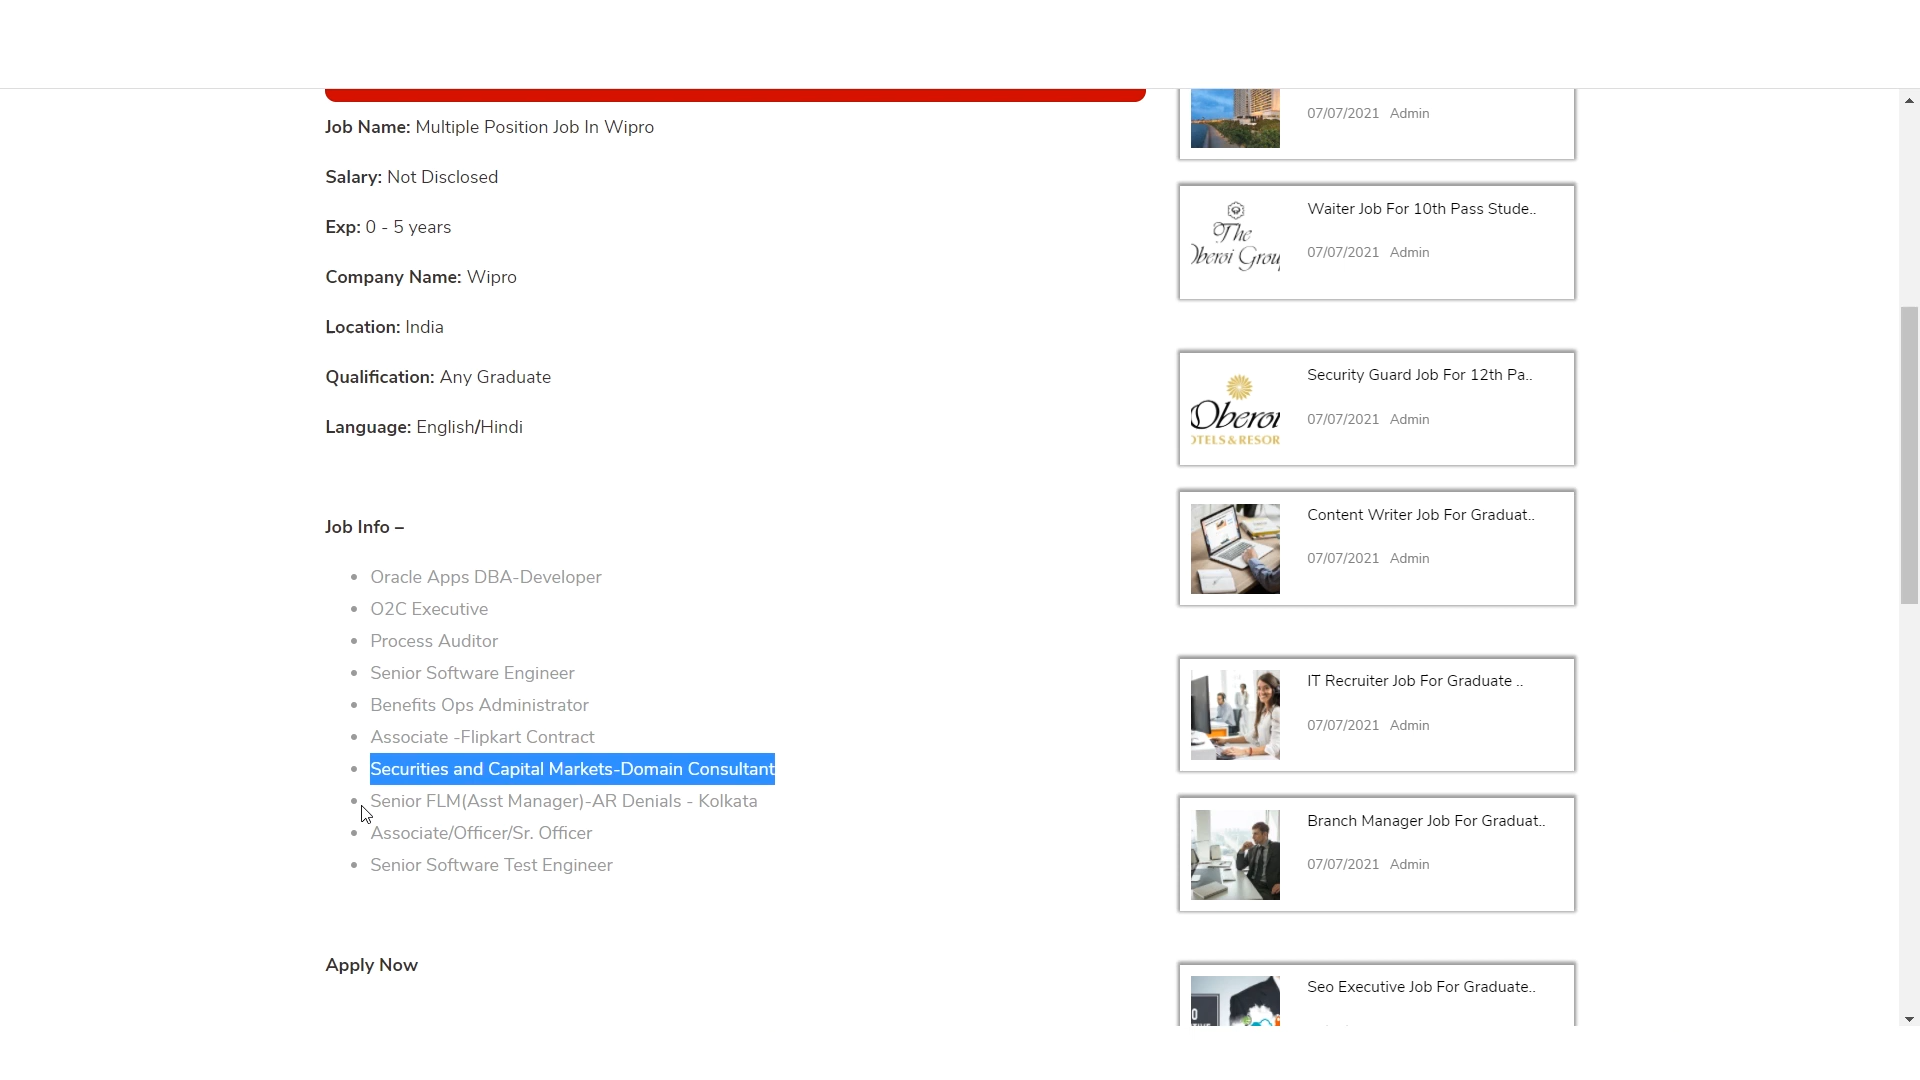 Job Name: Multiple Position Job In Wipro
Salary: Not Disclosed
Exp: 0 - 5 years
Company Name: Wipro
Location: India
Qualification: Any Graduate
Language: English/Hindi
Job Info –
Oracle Apps DBA-Developer
O2C Executive
Process Auditor
Senior Software Engineer
Benefits Ops Administrator
Associate -Flipkart Contract
Securities and Capital Markets-Domain Consultant
Senior FLM(Asst Manager)-AR Denials - Kolkata
Associate/Officer/Sr. Officer
Senior Software Test Engineer
Apply Now
07/07/2021 Admin
The
Waiter Job For 10th Pass Stude..
07/07/2021 Admin
Security Guard Job For 12th Pa..
07/07/2021 Admin
Content Writer Job For Graduat..
07/07/2021 Admin
IT Recruiter Job For Graduate ..
07/07/2021 Admin
Branch Manager Job For Graduat..
07/07/2021 Admin
Seo Executive Job For Graduate..